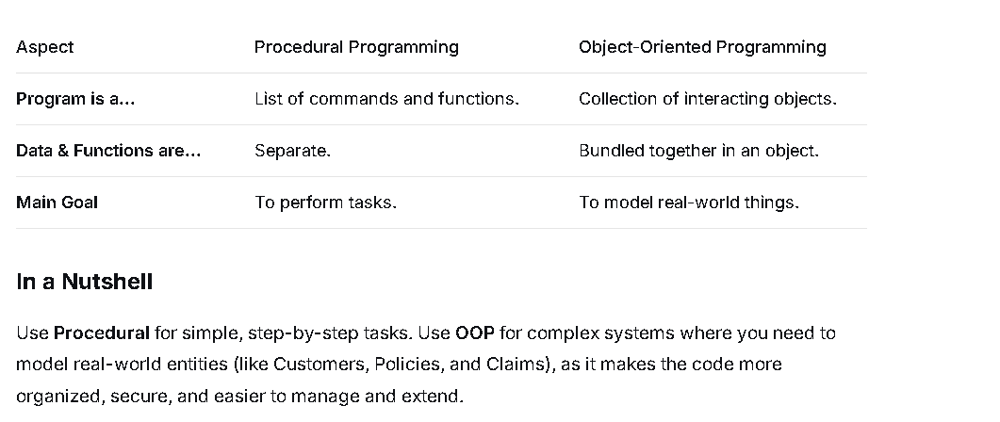 Aspect Procedural Programming Object-Oriented Programming
Program is a... List of commands and functions. Collection of interacting objects.
Data & Functions are... Separate. Bundled together in an object.
Main Goal To perform tasks. To model real-world things.
In a Nutshell
Use Procedural for simple, step-by-step tasks. Use OOP for complex systems where you need to
model real-world entities (like Customers, Policies, and Claims), as it makes the code more
organized, secure, and easier to manage and extend.